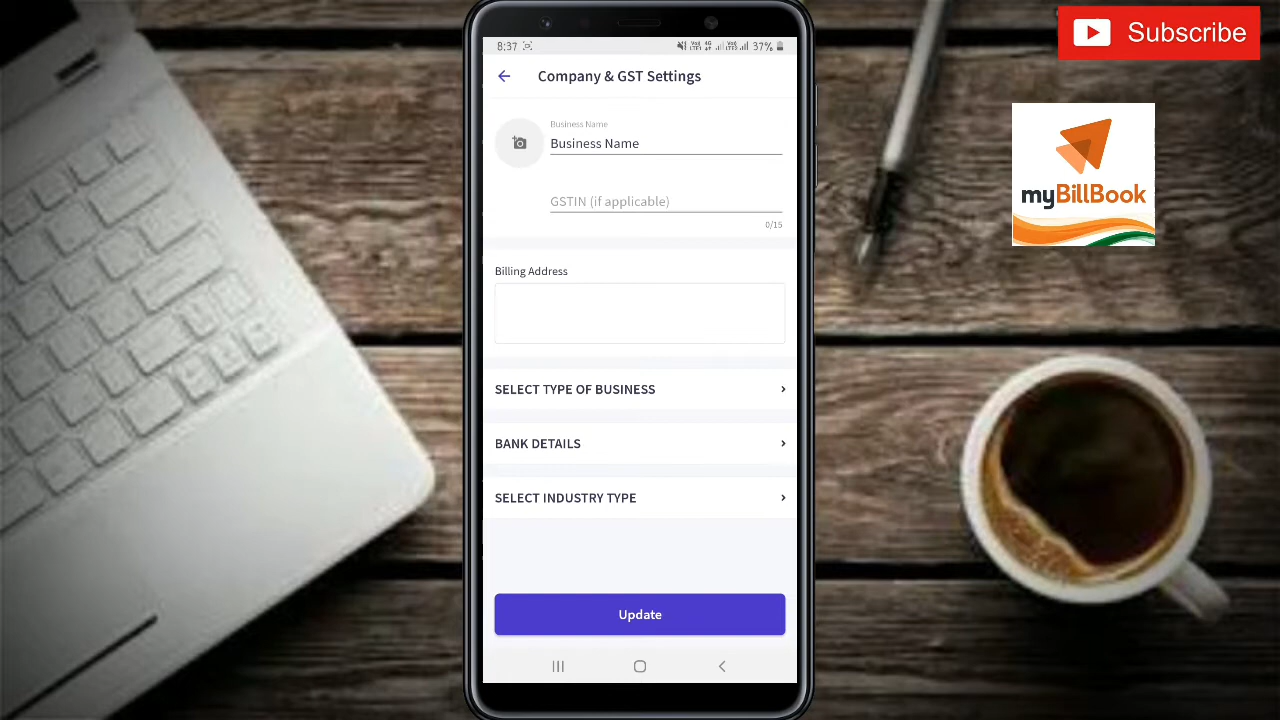 Subscribe
myBillBook
8:37
37%
Company & GST Settings
Business Name
Business Name
GSTIN (if applicable)
0/15
Billing Address
SELECT TYPE OF BUSINESS
BANK DETAILS
SELECT INDUSTRY TYPE
Update